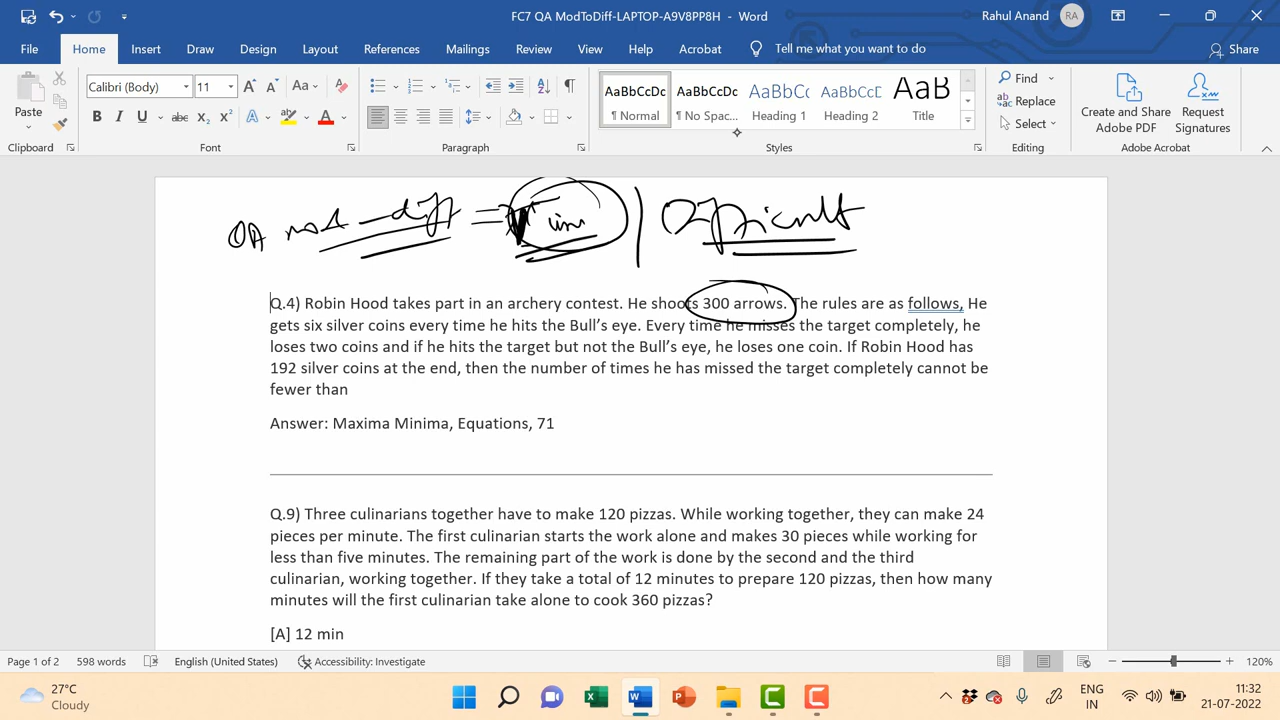 FC7 QA ModToDiff-LAPTOP-A9V8PP8H - Word
Rahul Anand
RA
File Home Insert Draw Design Layout References Mailings Review View Help Acrobat Tell me what you want to do Share
Paste
Calibri (Body) 11
Clipboard
Font
Paragraph
AaBbCcDc AaBbCcDc AaBbCc AaBbCcD AaB
¶ Normal ¶ No Spac... Heading Heading 2 Title
Styles
Find
Replace
Select
Editing
Create and Share Adobe PDF
Request Signatures
Adobe Acrobat
QA mod - diff = | Difficult
Q.4) Robin Hood takes part in an archery contest. He shoots 300 arrows. The rules are as follows, He
gets six silver coins every time he hits the Bull’s eye. Every time he misses the target completely, he
loses two coins and if he hits the target but not the Bull’s eye, he loses one coin. If Robin Hood has
192 silver coins at the end, then the number of times he has missed the target completely cannot be
fewer than
Answer: Maxima Minima, Equations, 71
Q.9) Three culinarians together have to make 120 pizzas. While working together, they can make 24
pieces per minute. The first culinarian starts the work alone and makes 30 pieces while working for
less than five minutes. The remaining part of the work is done by the second and the third
culinarian, working together. If they take a total of 12 minutes to prepare 120 pizzas, then how many
minutes will the first culinarian take alone to cook 360 pizzas?
[A] 12 min
Page 1 of 2 598 words English (United States) Accessibility: Investigate 120%
27°C
Cloudy
ENG
IN
11:32
21-07-2022